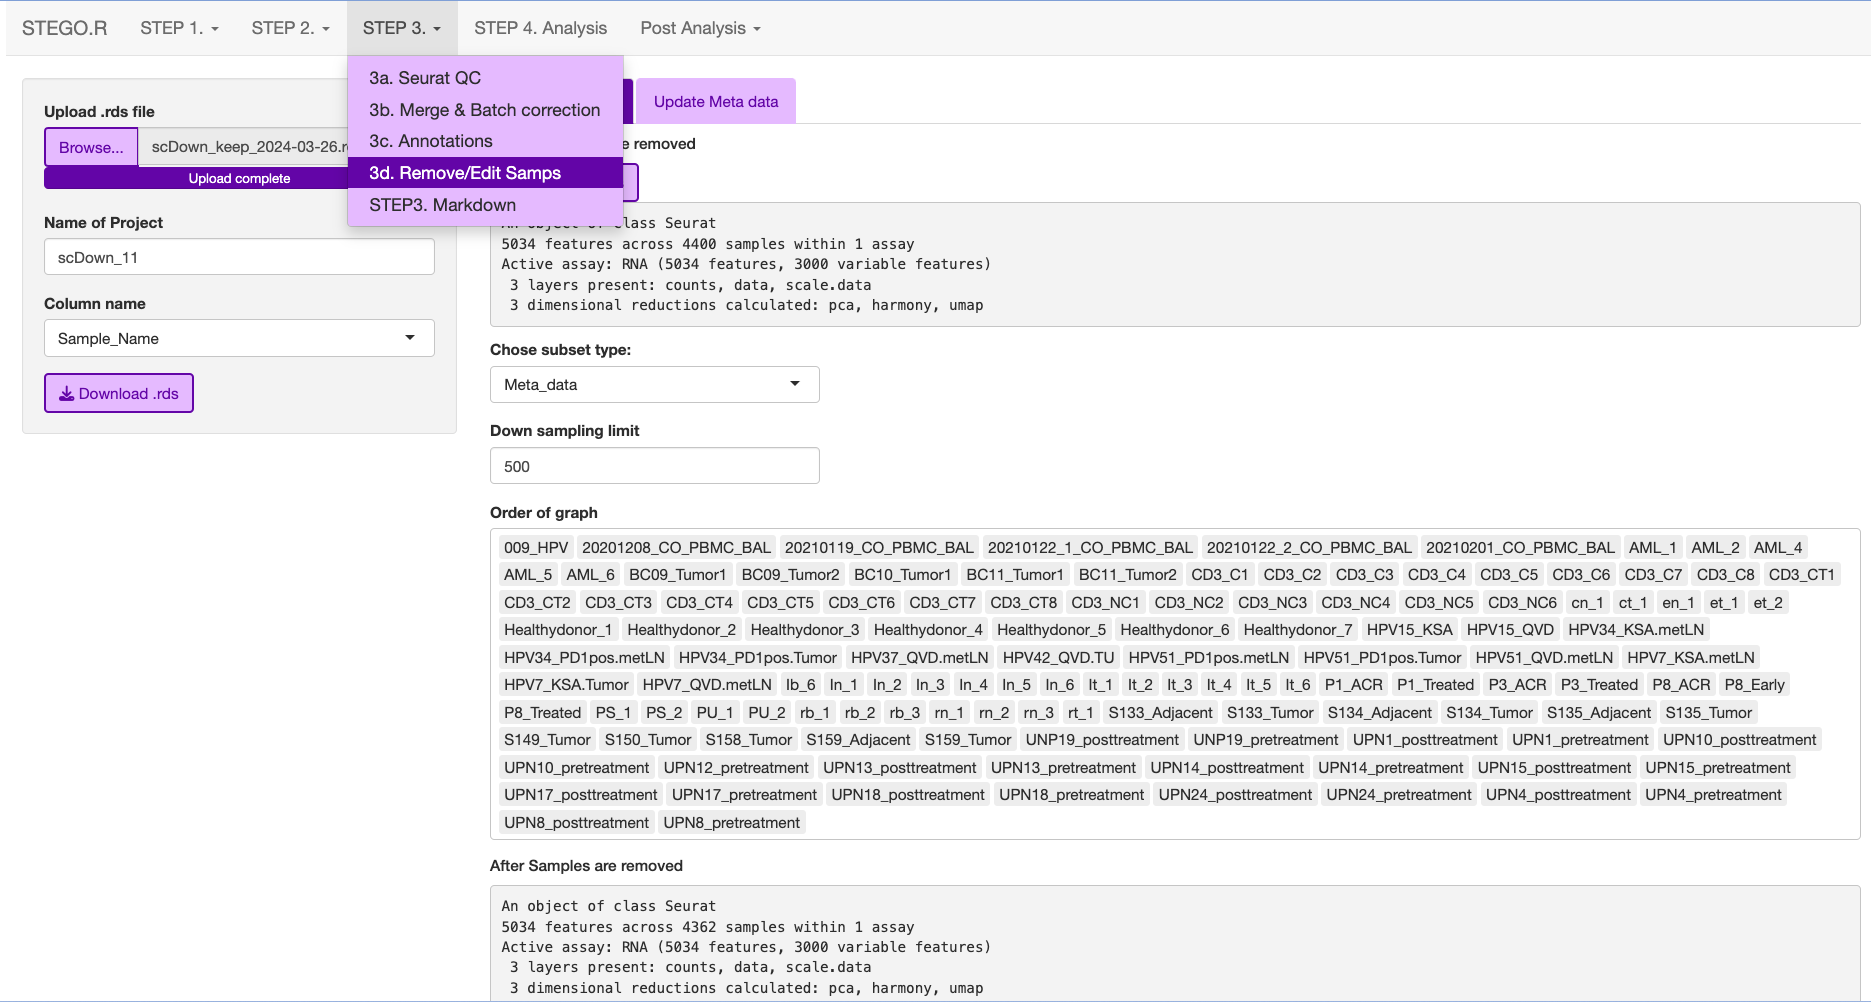 STEGO.R STEP 1. STEP 2. STEP 3. STEP 4. Analysis Post Analysis
3a. Seurat QC
3b. Merge & Batch correction
3c. Annotations
3d. Remove/Edit Samps
STEP3. Markdown
Upload .rds file
Browse... scDown_keep_2024-03-26.r
Upload complete
Name of Project
scDown_11
Column name
Sample_Name
Download .rds
Update Meta data
e removed
An object of class Seurat
5034 features across 4400 samples within 1 assay
Active assay: RNA (5034 features, 3000 variable features)
3 layers present: counts, data, scale.data
3 dimensional reductions calculated: pca, harmony, umap
Chose subset type:
Meta_data
Down sampling limit
500
Order of graph
009_HPV 20201208_CO_PBMC_BAL 20210119_CO_PBMC_BAL 20210122_1_CO_PBMC_BAL 20210122_2_CO_PBMC_BAL 20210201_CO_PBMC_BAL AML_1 AML_2 AML_4
AML_5 AML_6 BC09_Tumor1 BC09_Tumor2 BC10_Tumor1 BC11_Tumor1 BC11_Tumor2 CD3_C1 CD3_C2 CD3_C3 CD3_C4 CD3_C5 CD3_C6 CD3_C7 CD3_C8 CD3_CT1
CD3_CT2 CD3_CT3 CD3_CT4 CD3_CT5 CD3_CT6 CD3_CT7 CD3_CT8 CD3_NC1 CD3_NC2 CD3_NC3 CD3_NC4 CD3_NC5 CD3_NC6 cn_1 ct_1 en_1 et_1 et_2
Healthydonor_1 Healthydonor_2 Healthydonor_3 Healthydonor_4 Healthydonor_5 Healthydonor_6 Healthydonor_7 HPV15_KSA HPV15_QVD HPV34_KSA.metLN
HPV34_PD1pos.metLN HPV34_PD1pos.Tumor HPV37_QVD.metLN HPV42_QVD.TU HPV51_PD1pos.metLN HPV51_PD1pos.Tumor HPV51_QVD.metLN HPV7_KSA.metLN
HPV7_KSA.Tumor HPV7_QVD.metLN lb_6 ln_1 ln_2 ln_3 ln_4 ln_5 ln_6 lt_1 lt_2 lt_3 lt_4 lt_5 lt_6 P1_ACR P1_Treated P3_ACR P3_Treated P8_ACR P8_Early
P8_Treated PS_1 PS_2 PU_1 PU_2 rb_1 rb_2 rb_3 rn_1 rn_2 rn_3 rt_1 S133_Adjacent S133_Tumor S134_Adjacent S134_Tumor S135_Adjacent S135_Tumor
S149_Tumor S150_Tumor S158_Tumor S159_Adjacent S159_Tumor UNP19_posttreatment UNP19_pretreatment UPN1_posttreatment UPN1_pretreatment UPN10_posttreatment
UPN10_pretreatment UPN12_pretreatment UPN13_posttreatment UPN13_pretreatment UPN14_posttreatment UPN14_pretreatment UPN15_posttreatment UPN15_pretreatment
UPN17_posttreatment UPN17_pretreatment UPN18_posttreatment UPN18_pretreatment UPN24_posttreatment UPN24_pretreatment UPN4_posttreatment UPN4_pretreatment
UPN8_posttreatment UPN8_pretreatment
After Samples are removed
An object of class Seurat
5034 features across 4362 samples within 1 assay
Active assay: RNA (5034 features, 3000 variable features)
3 layers present: counts, data, scale.data
3 dimensional reductions calculated: pca, harmony, umap